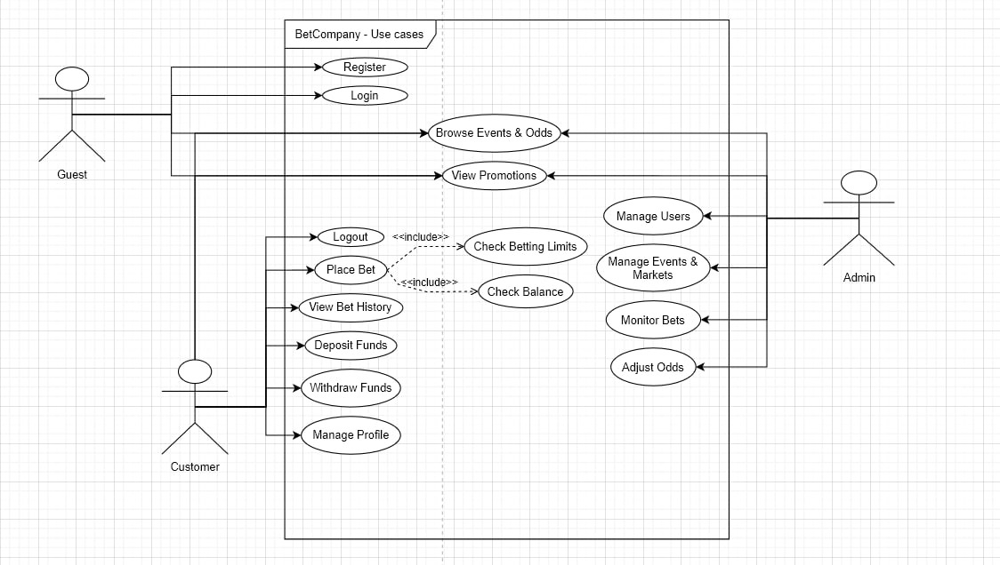 BetCompany - Use cases
Register
Login
Browse Events & Odds
Guest
View Promotions
Manage Users
Logout
<<include>>
Check Betting Limits
Place Bet
<<include>>
Check Balance
Manage Events &
Markets
Admin
View Bet History
Monitor Bets
Deposit Funds
Adjust Odds
Withdraw Funds
Manage Profile
Customer